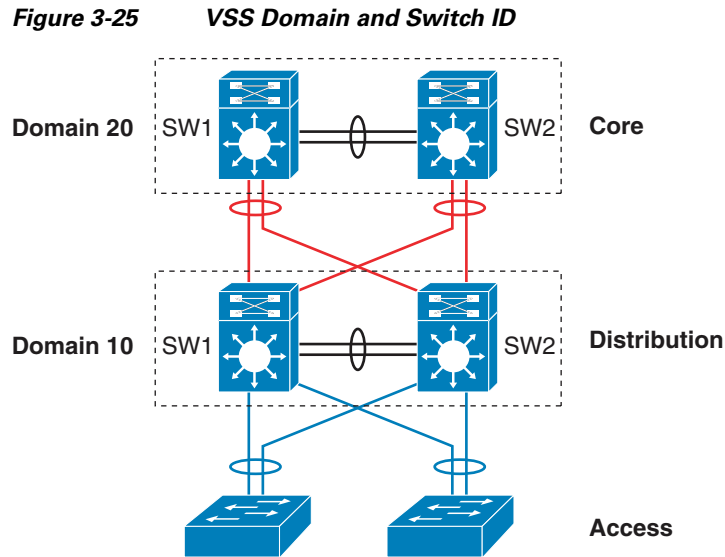 Figure 3-25 VSS Domain and Switch ID
Domain 20 SW1 SW2 Core
Domain 10 SW1 SW2 Distribution
Access